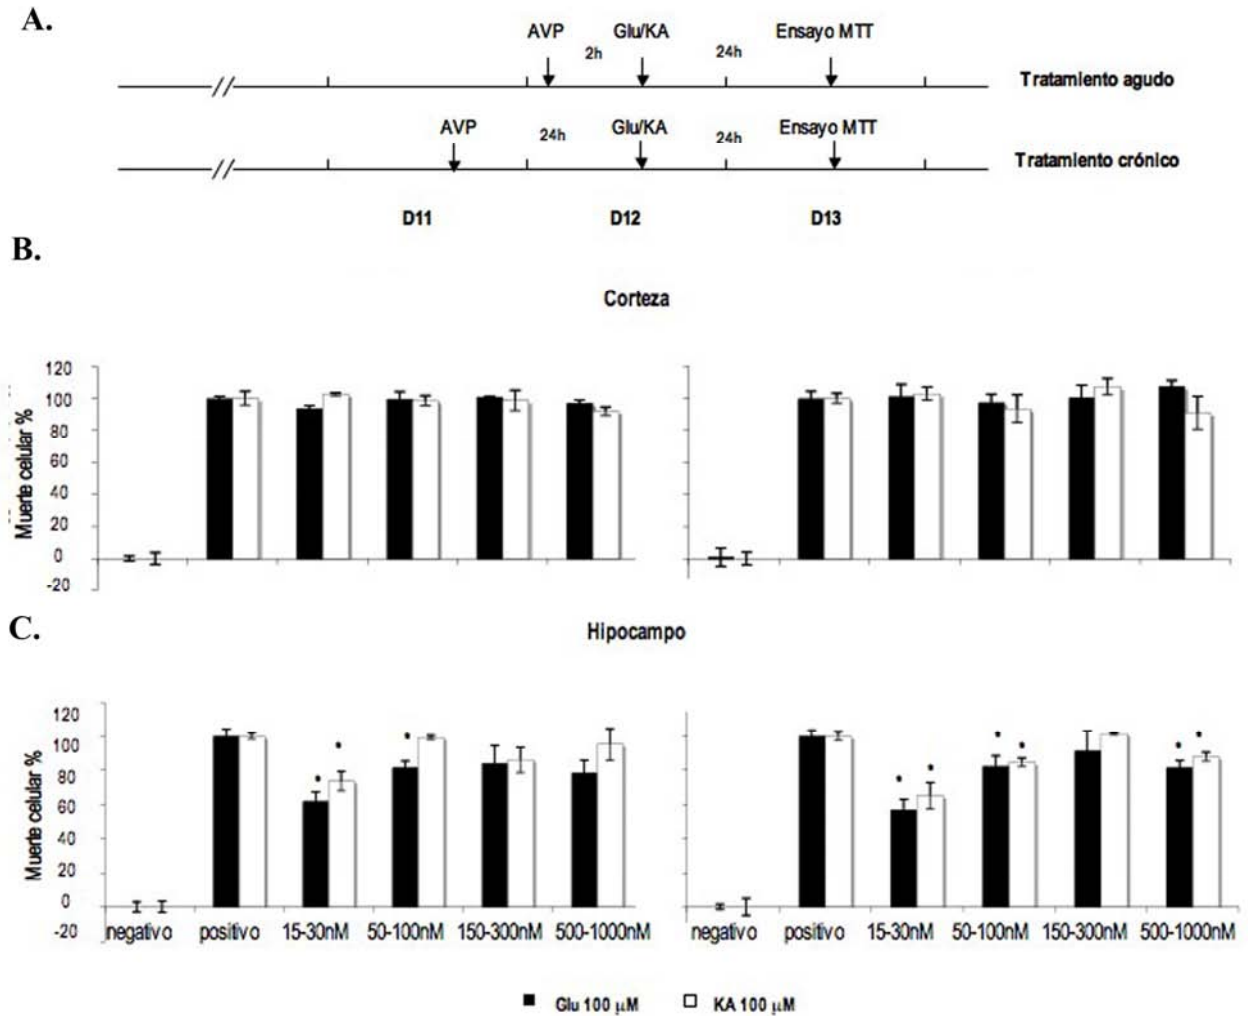 A.
AVP 2h Glu/KA 24h Ensayo MTT
Tratamiento agudo
AVP 24h Glu/KA 24h Ensayo MTT
Tratamiento crónico
D11 D12 D13
B.
Corteza
Muerte celular %
120
100
80
60
40
20
0
-20
C.
Hipocampo
Muerte celular %
120
100
80
60
40
20
0
-20
negativo positivo 15-30nM 50-100nM 150-300nM 500-1000nM
negativo positivo 15-30nM 50-100nM 150-300nM 500-1000nM
Glu 100 µM KA 100 µM